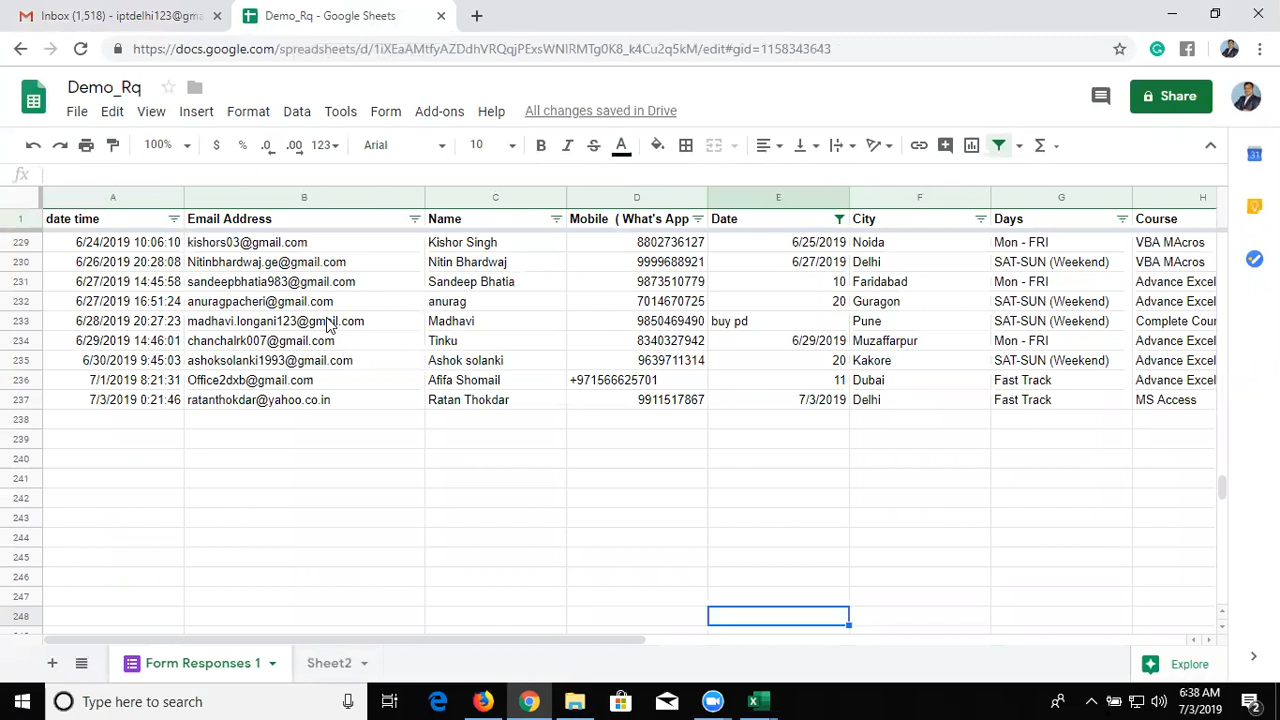 Inbox (1,518) - iptdelhi123@gma
Demo_Rq - Google Sheets
https://docs.google.com/spreadsheets/d/1iXEaAMtfyAZDdhVRQqjPExsWNIRMTg0K8_k4Cu2q5kM/edit#gid=1158343643
Demo_Rq
File Edit View Insert Format Data Tools Form Add-ons Help All changes saved in Drive
Share
100% $ % .0 .00 123 Arial 10 B I S A Σ
fx
A B C D E F G H
1 date time Email Address Name Mobile ( What's App Date City Days Course
229 6/24/2019 10:06:10 kishors03@gmail.com Kishor Singh 8802736127 6/25/2019 Noida Mon - FRI VBA MAcros
230 6/26/2019 20:28:08 Nitinbhardwaj.ge@gmail.com Nitin Bhardwaj 9999688921 6/27/2019 Delhi SAT-SUN (Weekend) VBA MAcros
231 6/27/2019 14:45:58 sandeepbhatia983@gmail.com Sandeep Bhatia 9873510779 10 Faridabad Mon - FRI Advance Excel
232 6/27/2019 16:51:24 anuragpacheri@gmail.com anurag 7014670725 20 Guragon SAT-SUN (Weekend) Advance Excel
233 6/28/2019 20:27:23 madhavi.longani123@gmail.com Madhavi 9850469490 buy pd Pune SAT-SUN (Weekend) Complete Cour
234 6/29/2019 14:46:01 chanchalrk007@gmail.com Tinku 8340327942 6/29/2019 Muzaffarpur Mon - FRI Advance Excel
235 6/30/2019 9:45:03 ashoksolanki1993@gmail.com Ashok solanki 9639711314 20 Kakore SAT-SUN (Weekend) Advance Excel
236 7/1/2019 8:21:31 Office2dxb@gmail.com Afifa Shomail +971566625701 11 Dubai Fast Track Advance Excel
237 7/3/2019 0:21:46 ratanthokdar@yahoo.co.in Ratan Thokdar 9911517867 7/3/2019 Delhi Fast Track MS Access
238
239
240
241
242
243
244
245
246
247
248
Form Responses 1 Sheet2
Explore
Type here to search
6:38 AM
7/3/2019
2